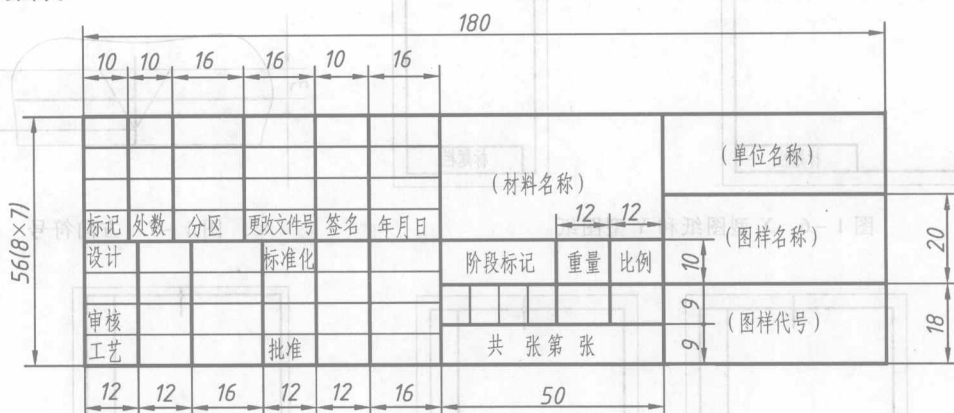 180
10 10 16 16 10 16
(单位名称)
(材料名称)
12 12
标记 处数 分区 更改文件号 签名 年月日
(图样名称)
20
设计 标准化
阶段标记 重量 比例
10
56(8×7)
9
审核
(图样代号)
18
工艺 批准
共 张 第 张
9
12 12 16 12 12 16 50
图 1